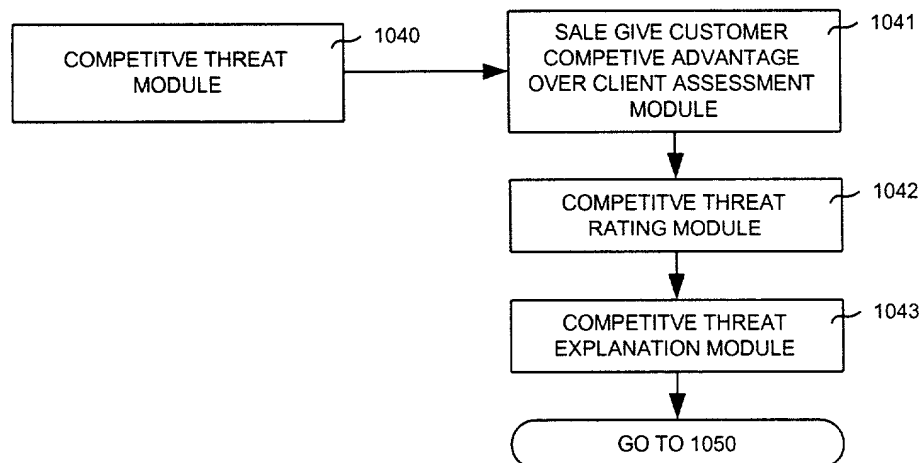 COMPETITVE THREAT
MODULE
1040
SALE GIVE CUSTOMER
COMPETIVE ADVANTAGE
OVER CLIENT ASSESSMENT
MODULE
1041
COMPETITVE THREAT
RATING MODULE
1042
COMPETITVE THREAT
EXPLANATION MODULE
1043
GO TO 1050